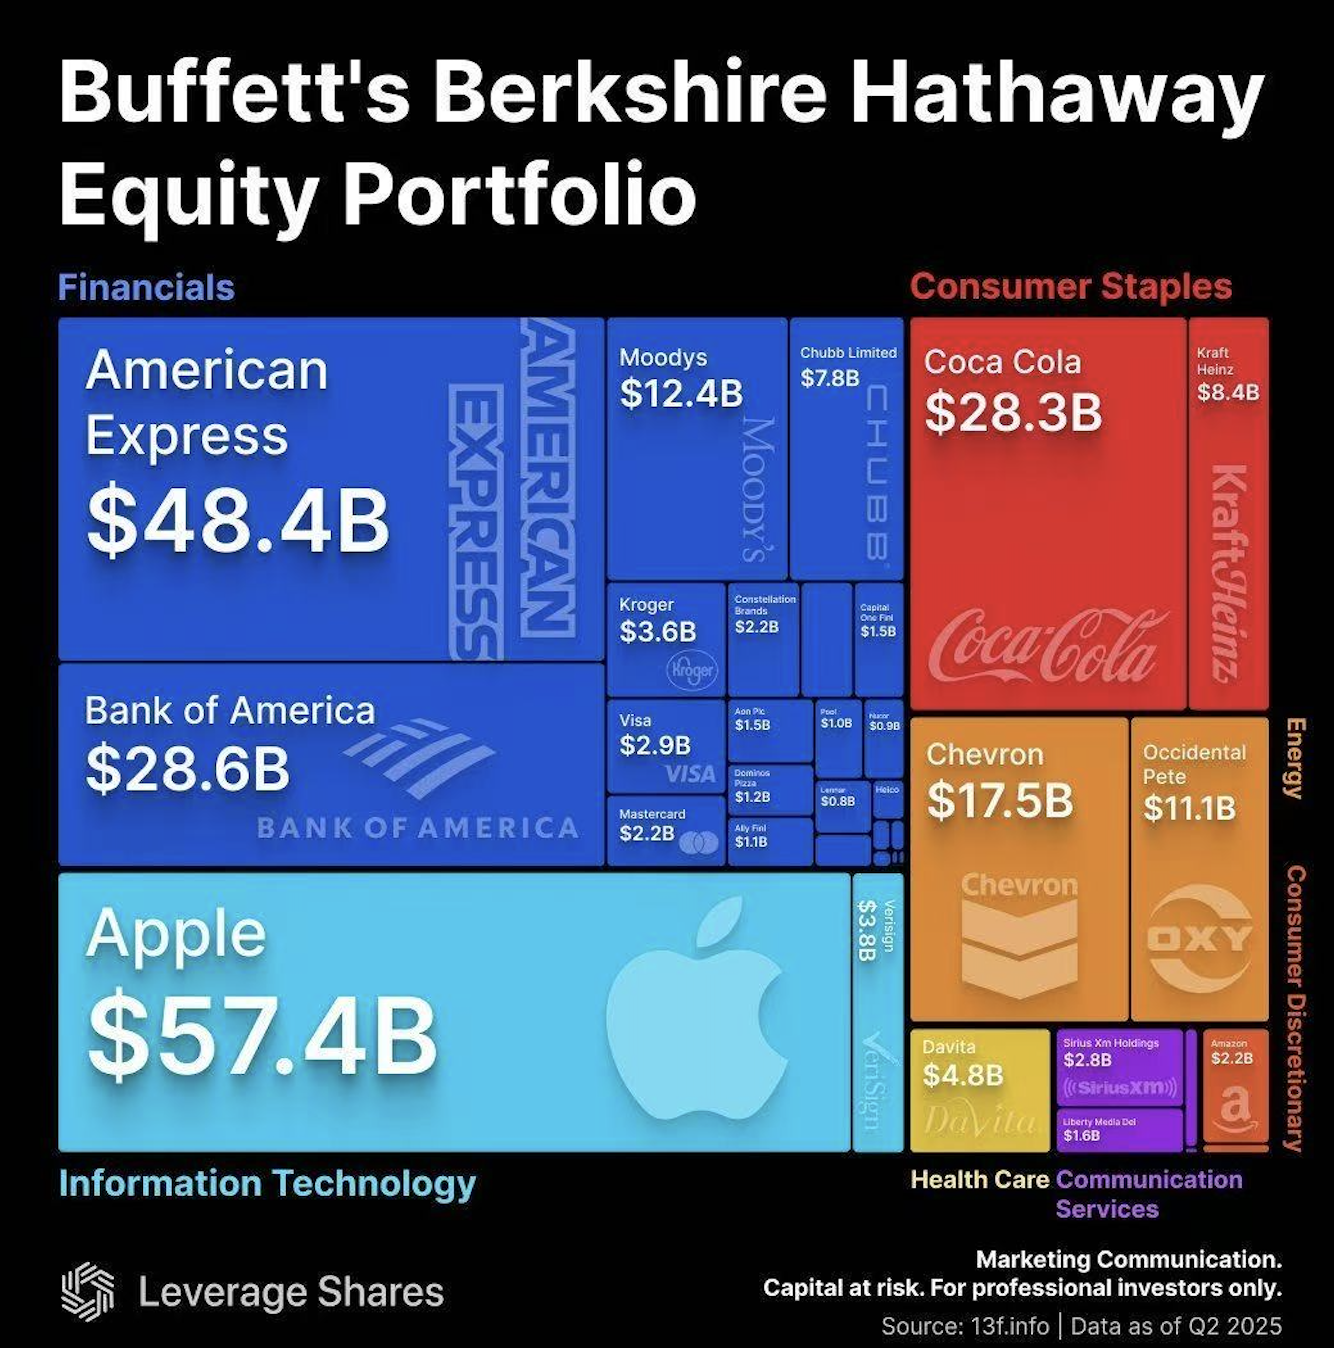 Buffett's Berkshire Hathaway
Equity Portfolio
Financials
American
Express
$48.4B
AMERICAN
EXPRESS
Moodys
$12.4B
MOODY'S
Chubb Limited
$7.8B
CHUBB
Bank of America
$28.6B
BANK OF AMERICA
Kroger
$3.6B
Kroger
Constellation
Brands
$2.2B
Capital
One Finl
$1.5B
Visa
$2.9B
VISA
Aon Plc
$1.5B
Pool
$1.0B
Nucor
$0.9B
Dominos
Pizza
$1.2B
Lennar
$0.8B
Heico
Mastercard
$2.2B
Ally Finl
$1.1B
Consumer Staples
Coca Cola
$28.3B
Coca-Cola
Kraft
Heinz
$8.4B
KraftHeinz
Energy
Chevron
$17.5B
Chevron
Occidental
Pete
$11.1B
OXY
Apple
$57.4B
Verisign
$3.8B
VeriSign
Information Technology
Davita
$4.8B
DaVita
Health Care
Sirius Xm Holdings
$2.8B
((SiriusXM))
Liberty Media Del
$1.6B
Communication
Services
Amazon
$2.2B
a
Consumer Discretionary
Leverage Shares
Marketing Communication.
Capital at risk. For professional investors only.
Source: 13f.info | Data as of Q2 2025